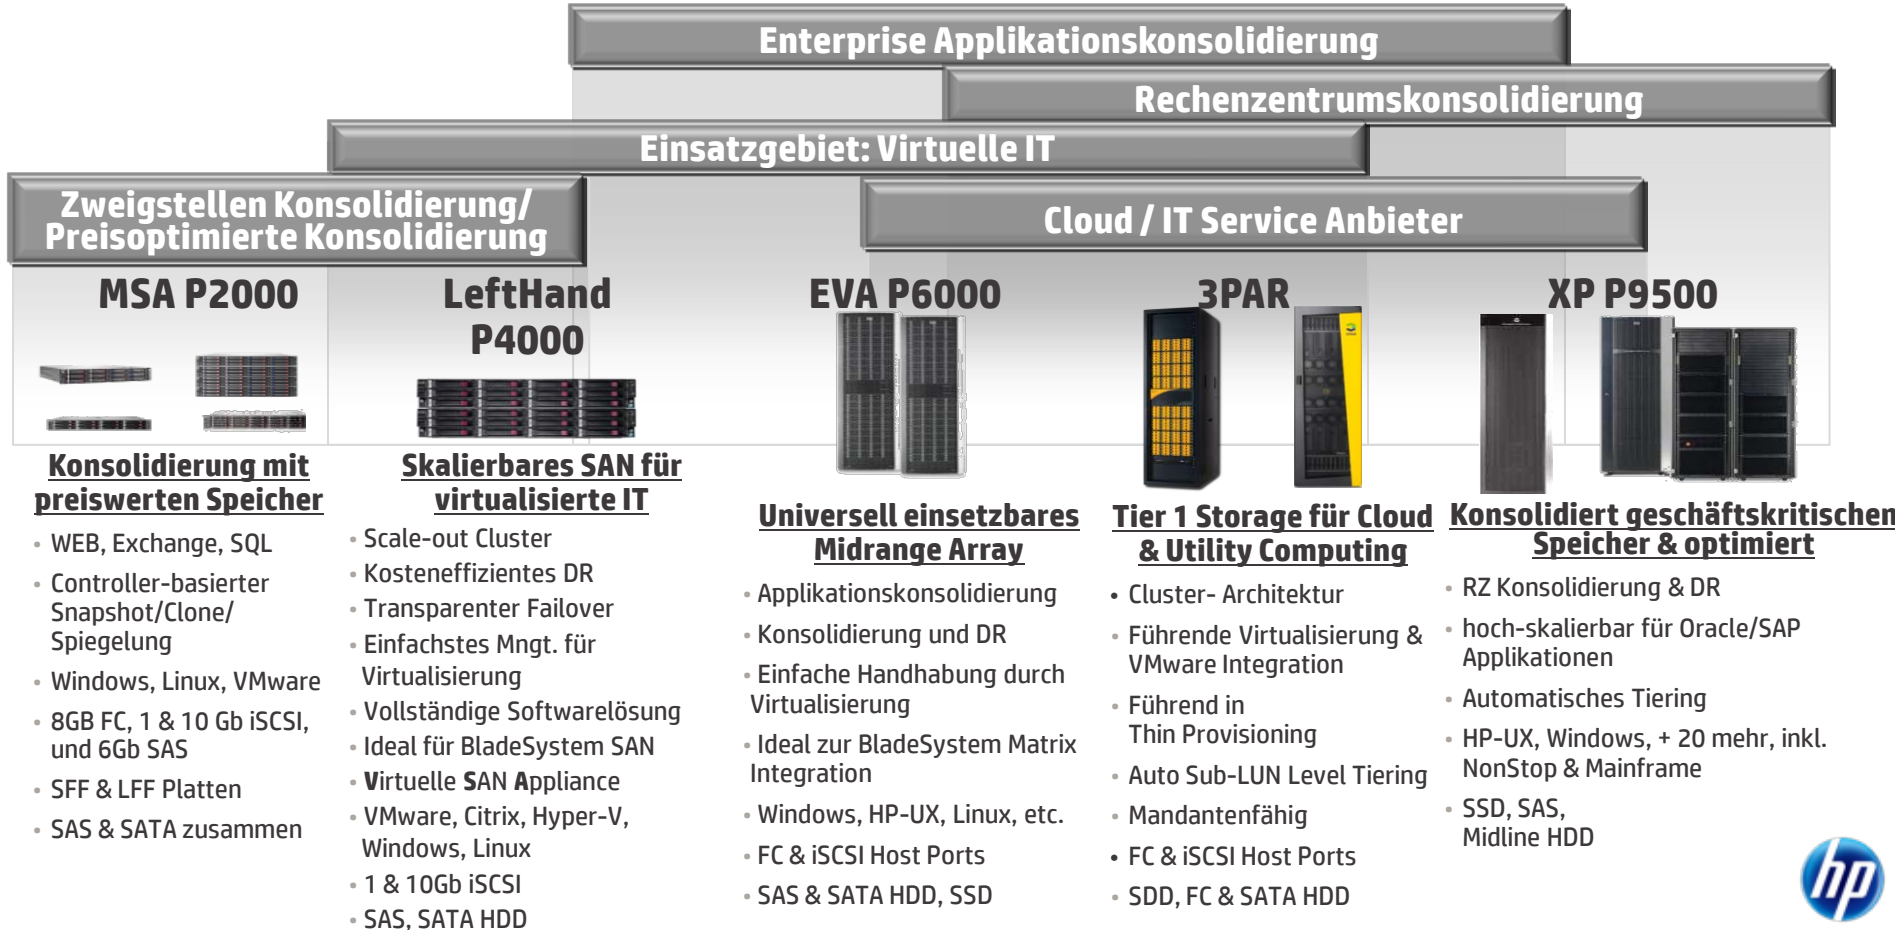 Enterprise Applikationskonsolidierung
Rechenzentrumskonsolidierung
Einsatzgebiet: Virtuelle IT
Zweigstellen Konsolidierung/
Preisoptimierte Konsolidierung
Cloud / IT Service Anbieter
MSA P2000
Konsolidierung mit
preiswerten Speicher
• WEB, Exchange, SQL
• Controller-basierter
Snapshot/Clone/
Spiegelung
• Windows, Linux, VMware
• 8GB FC, 1 & 10 Gb iSCSI,
und 6Gb SAS
• SFF & LFF Platten
• SAS & SATA zusammen
LeftHand
P4000
Skalierbares SAN für
virtualisierte IT
• Scale-out Cluster
• Kosteneffizientes DR
• Transparenter Failover
• Einfachstes Mngt. für
Virtualisierung
• Vollständige Softwarelösung
• Ideal für BladeSystem SAN
• Virtuelle SAN Appliance
• VMware, Citrix, Hyper-V,
Windows, Linux
• 1 & 10Gb iSCSI
• SAS, SATA HDD
EVA P6000
Universell einsetzbares
Midrange Array
• Applikationskonsolidierung
• Konsolidierung und DR
• Einfache Handhabung durch
Virtualisierung
• Ideal zur BladeSystem Matrix
Integration
• Windows, HP-UX, Linux, etc.
• FC & iSCSI Host Ports
• SAS & SATA HDD, SSD
3PAR
Tier 1 Storage für Cloud
& Utility Computing
• Cluster- Architektur
• Führende Virtualisierung &
VMware Integration
• Führend in
Thin Provisioning
• Auto Sub-LUN Level Tiering
• Mandantenfähig
• FC & iSCSI Host Ports
• SDD, FC & SATA HDD
XP P9500
Konsolidiert geschäftskritischen
Speicher & optimiert
• RZ Konsolidierung & DR
• hoch-skalierbar für Oracle/SAP
Applikationen
• Automatisches Tiering
• HP-UX, Windows, + 20 mehr, inkl.
NonStop & Mainframe
• SSD, SAS,
Midline HDD
hp